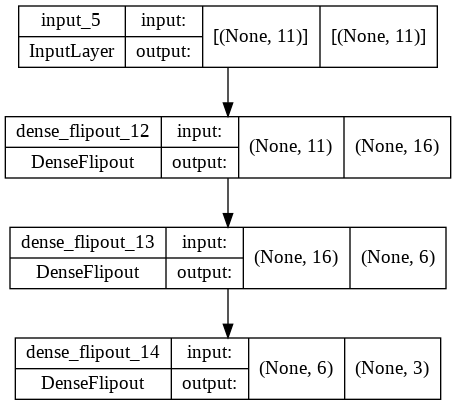 input_5 input: [(None, 11)] [(None, 11)]
InputLayer output:
dense_flipout_12 input: (None, 11) (None, 16)
DenseFlipout output:
dense_flipout_13 input: (None, 16) (None, 6)
DenseFlipout output:
dense_flipout_14 input: (None, 6) (None, 3)
DenseFlipout output: